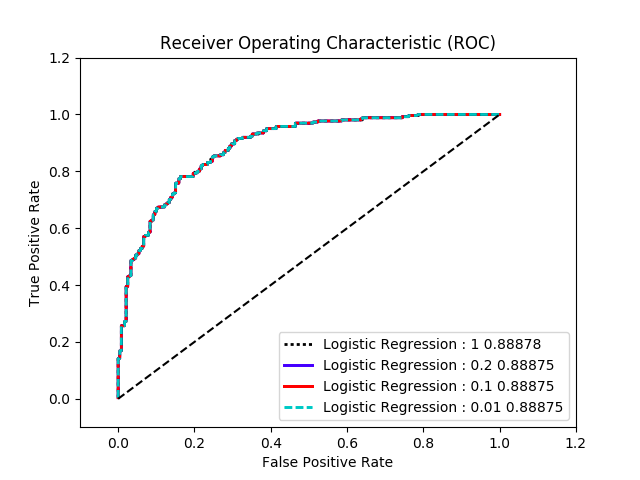 Receiver Operating Characteristic (ROC)
1.2
1.0
0.8
0.6
0.4
0.2
0.0
True Positive Rate
Logistic Regression : 1 0.88878
Logistic Regression : 0.2 0.88875
Logistic Regression : 0.1 0.88875
Logistic Regression : 0.01 0.88875
0.0 0.2 0.4 0.6 0.8 1.0 1.2
False Positive Rate